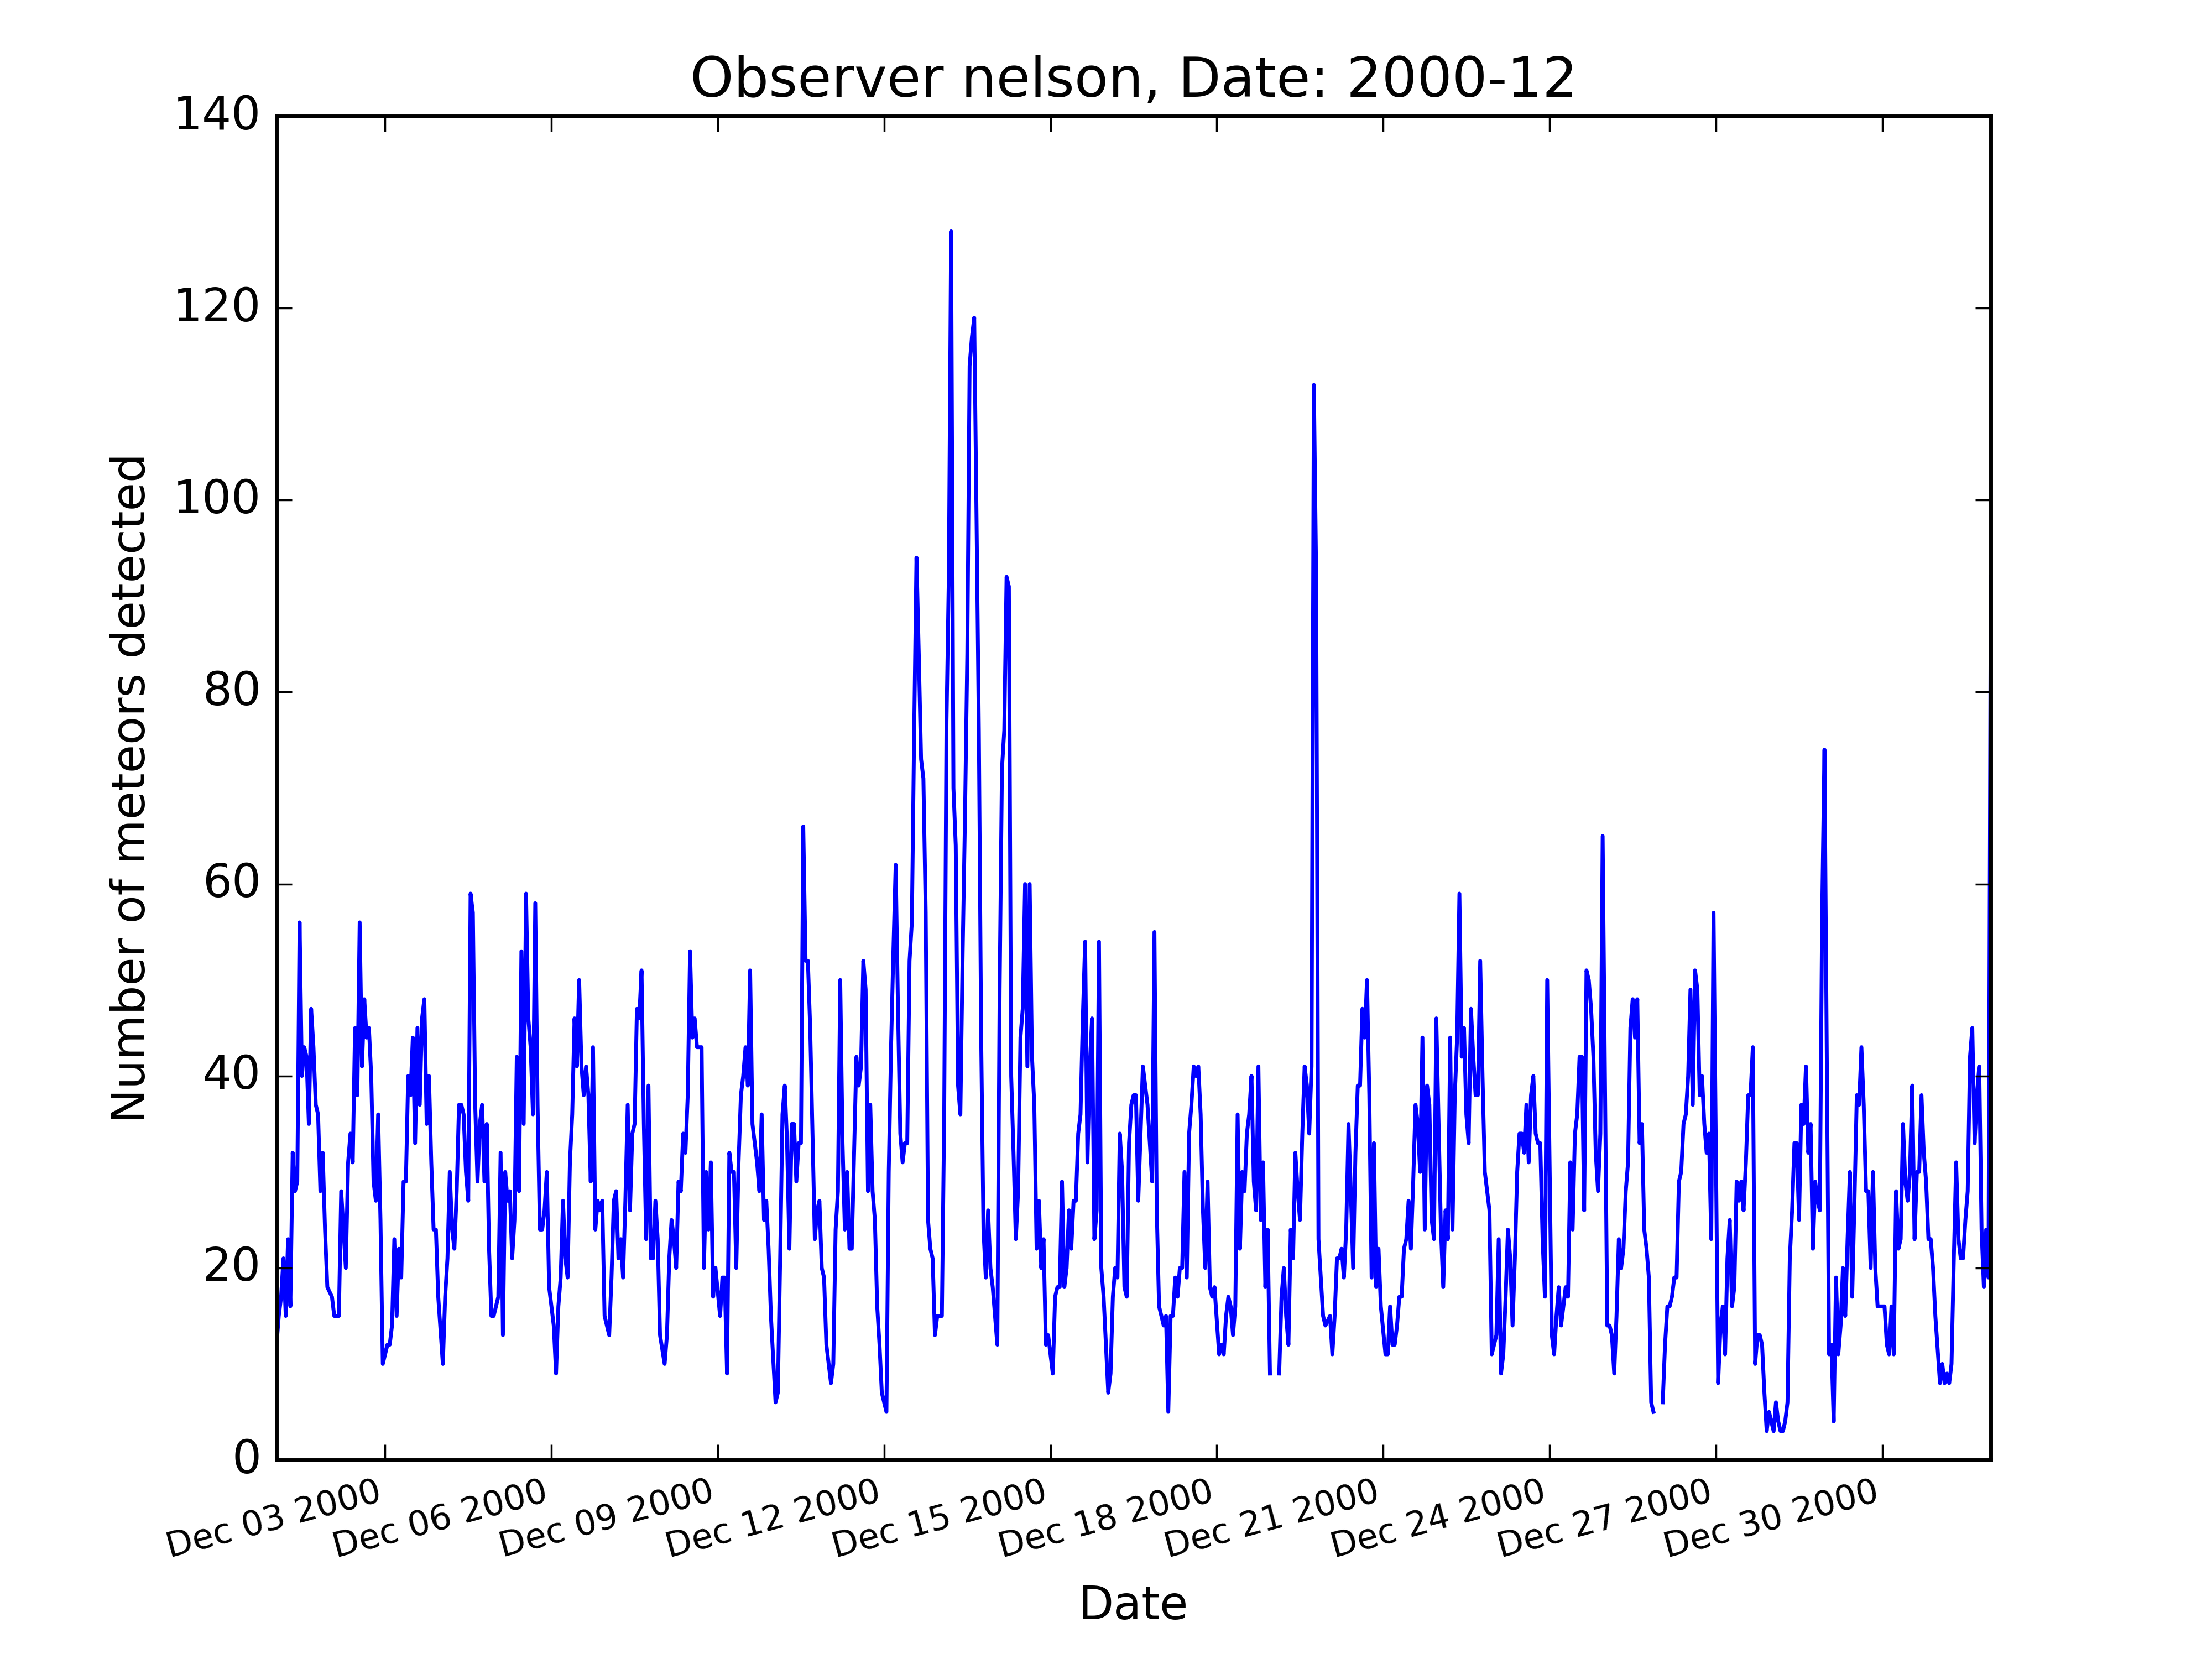 Observer nelson, Date: 2000-12
Number of meteors detected
140
120
100
80
60
40
20
0
Dec 03 2000
Dec 06 2000
Dec 09 2000
Dec 12 2000
Dec 15 2000
Dec 18 2000
Dec 21 2000
Dec 24 2000
Dec 27 2000
Dec 30 2000
Date